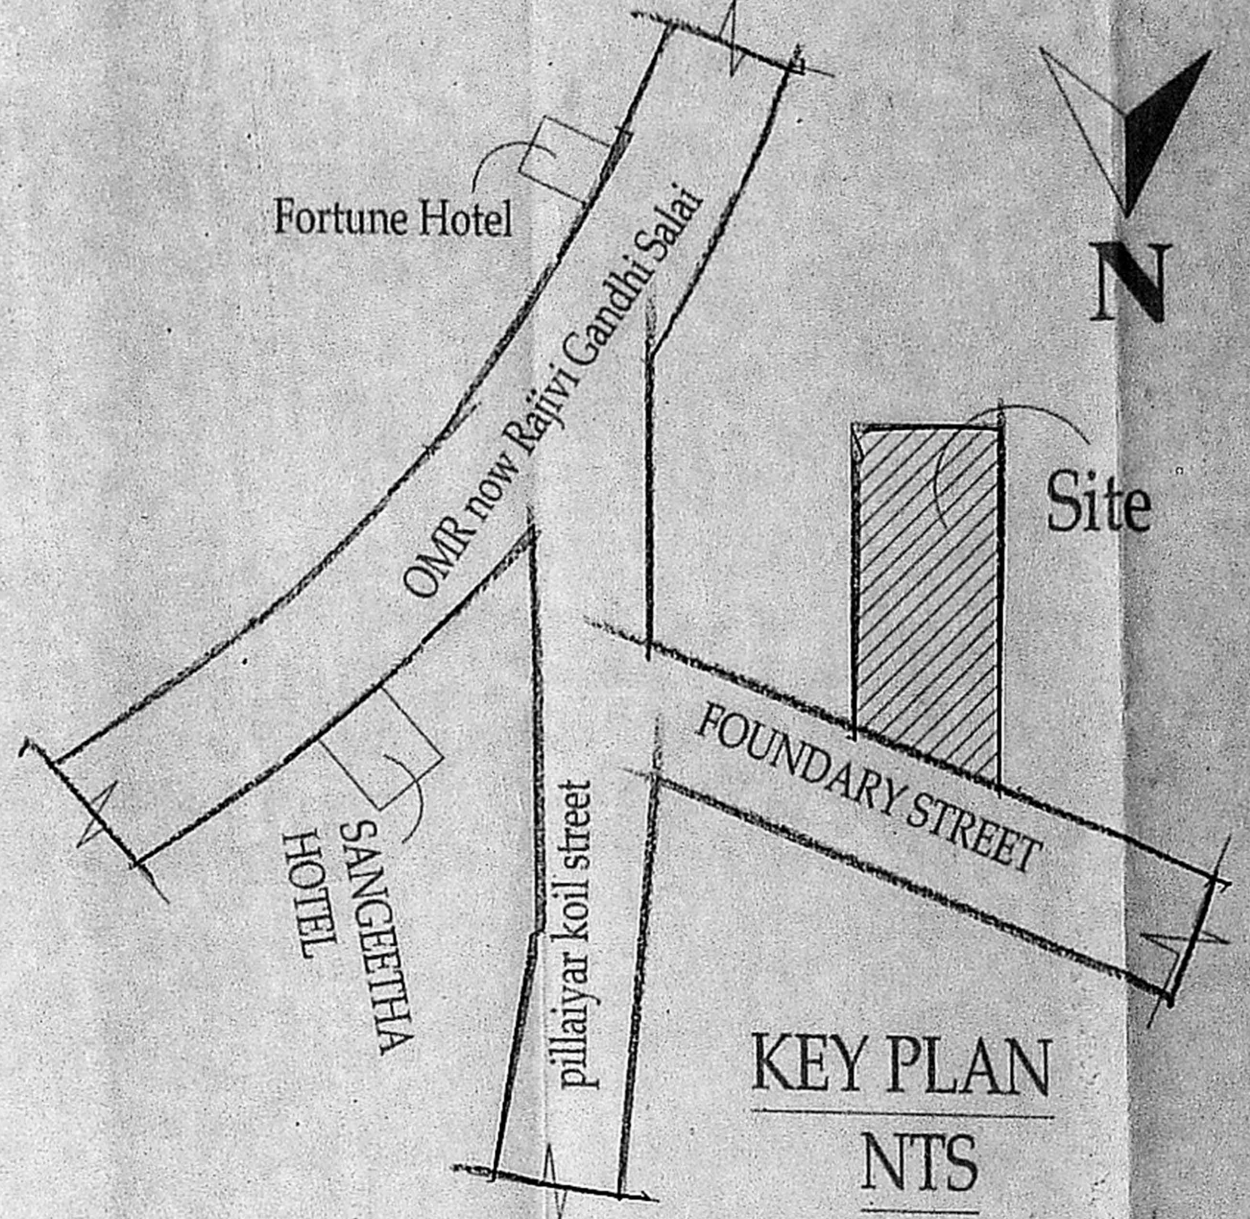 Fortune Hotel
N
OMR now Rajivi Gandhi Salai
Site
FOUNDARY STREET
SANGEETHA
HOTEL
pillaiyar koil street
KEY PLAN
NTS